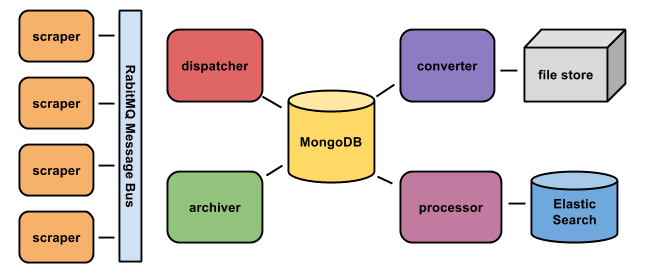 scraper
scraper
scraper
scraper
RabitMQ Message Bus
dispatcher
archiver
MongoDB
converter
file store
processor
Elastic
Search